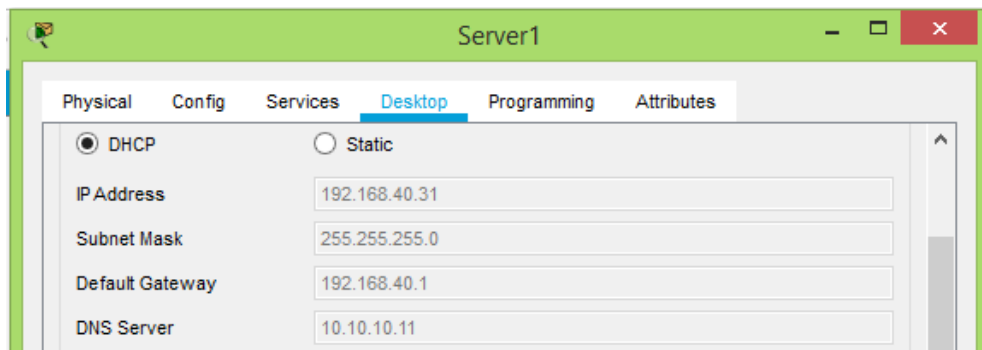 Server1
Physical Config Services Desktop Programming Attributes
DHCP Static
IP Address 192.168.40.31
Subnet Mask 255.255.255.0
Default Gateway 192.168.40.1
DNS Server 10.10.10.11